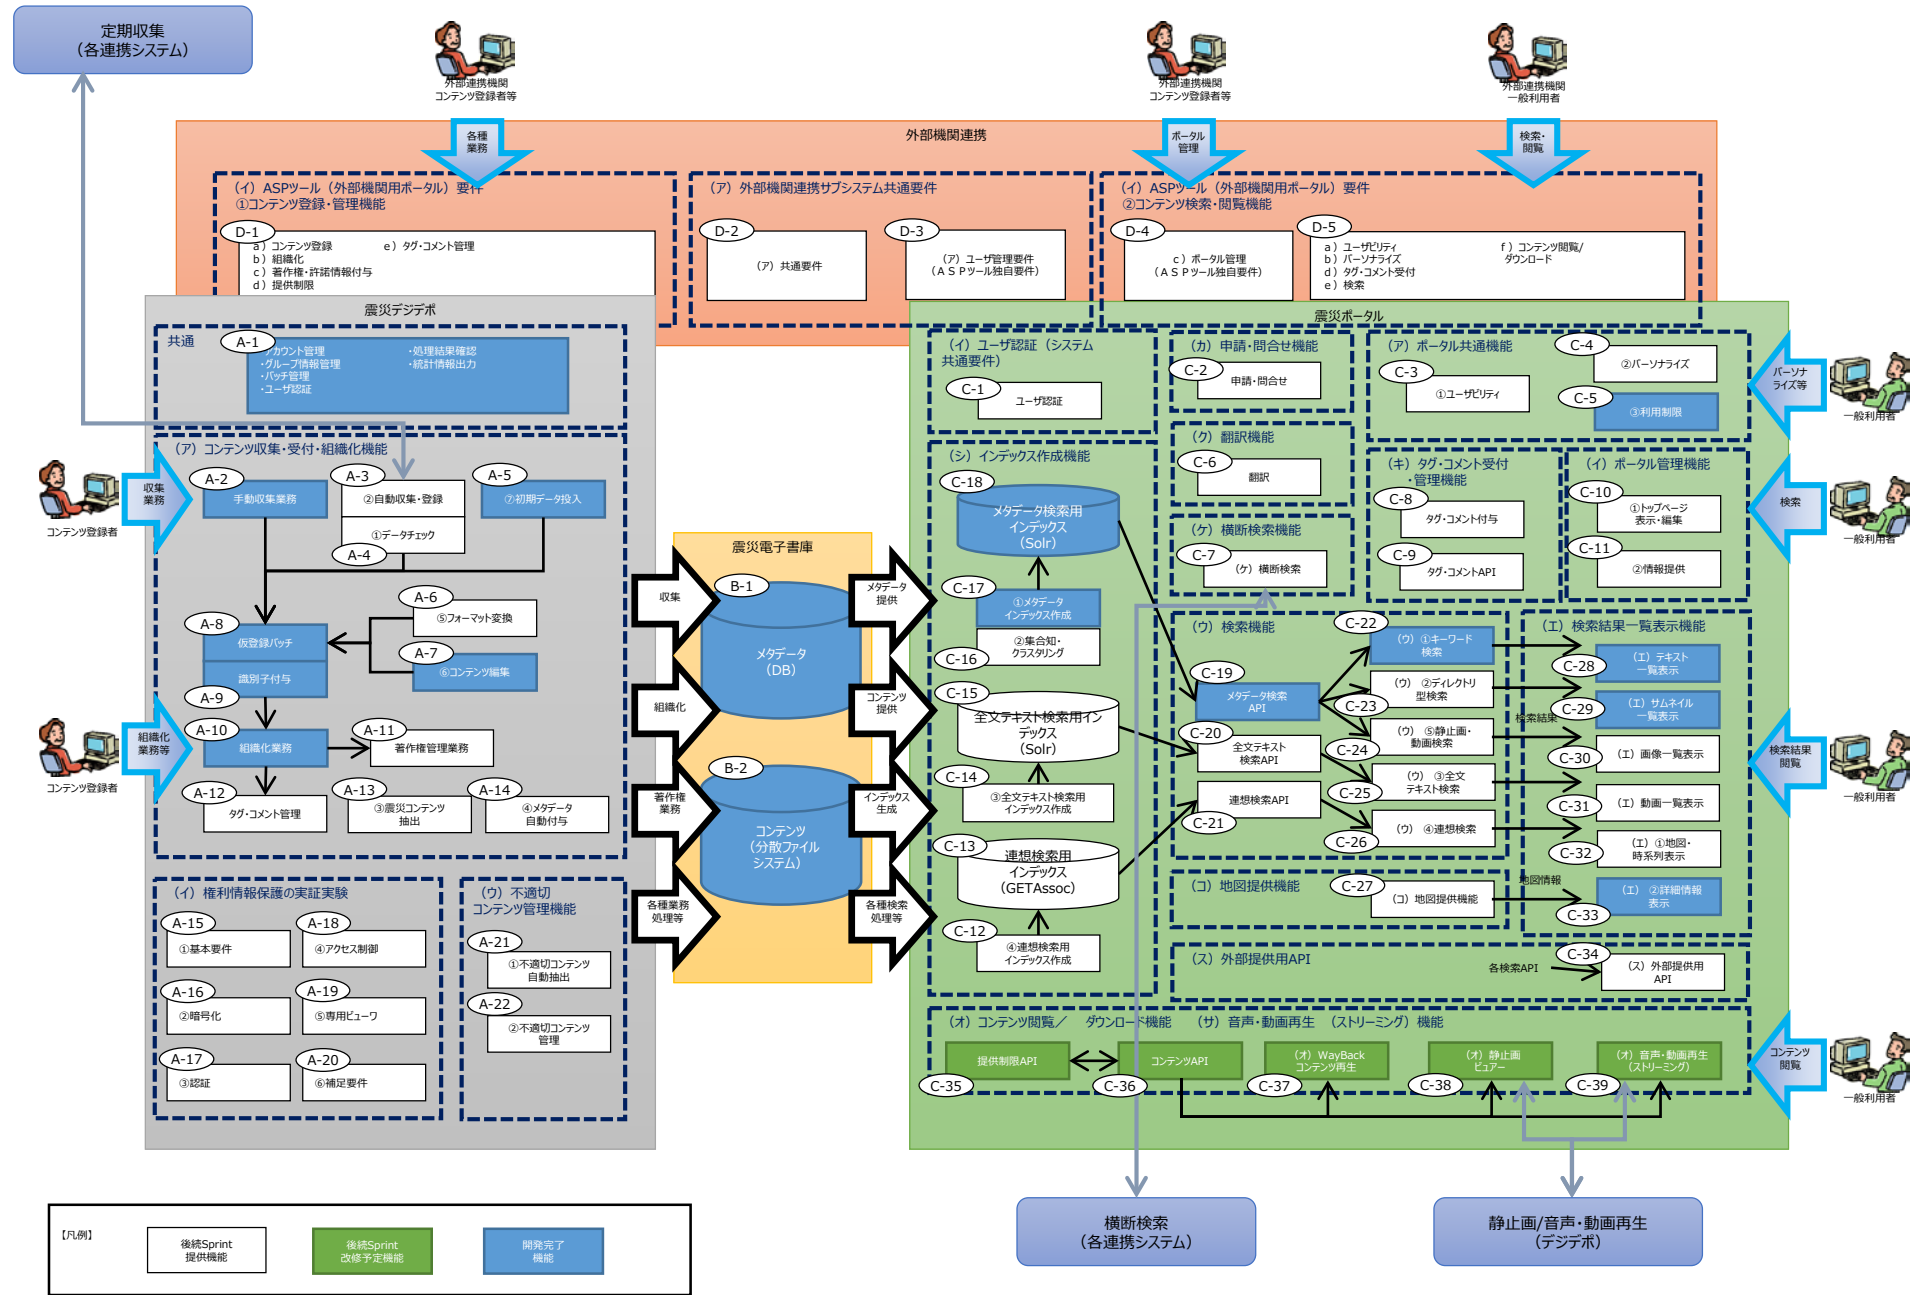 定期収集
（各連携システム）
外部連携機関
コンテンツ登録者等
外部連携機関
コンテンツ登録者等
外部連携機関
一般利用者
各種
業務
外部機関連携
ポータル
管理
検索・
閲覧
（イ）ASPツール（外部機関用ポータル）要件
①コンテンツ登録・管理機能
D-1
a）コンテンツ登録
e）タグ・コメント管理
b）組織化
c）著作権・許諾情報付与
d）提供制限
（ア）外部機関連携サブシステム共通要件
D-2
（ア）共通要件
D-3
（ア）ユーザ管理要件
（ＡＳＰツール独自要件）
（イ）ASPツール（外部機関用ポータル）要件
②コンテンツ検索・閲覧機能
D-4
c）ポータル管理
（ＡＳＰツール独自要件）
D-5
a）ユーザビリティ
b）パーソナライズ
d）タグ・コメント受付
e）検索
f）コンテンツ閲覧/
ダウンロード
震災デジデポ
共通
A-1
アカウント管理
・グループ情報管理
・バッチ管理
・ユーザ認証
・処理結果確認
・統計情報出力
（ア）コンテンツ収集・受付・組織化機能
収集
業務
コンテンツ登録者
A-2
手動収集業務
A-3
②自動収集・登録
①データチェック
A-4
A-5
⑦初期データ投入
A-6
⑤フォーマット変換
A-7
⑥コンテンツ編集
A-8
仮登録バッチ
識別子付与
A-9
組織化
業務等
コンテンツ登録者
A-10
組織化業務
A-11
著作権管理業務
A-12
タグ・コメント管理
A-13
③震災コンテンツ
抽出
A-14
④メタデータ
自動付与
（イ）権利情報保護の実証実験
A-15
①基本要件
A-18
④アクセス制御
A-16
②暗号化
A-19
⑤専用ビューワ
A-17
③認証
A-20
⑥補足要件
（ウ）不適切
コンテンツ管理機能
A-21
①不適切コンテンツ
自動抽出
A-22
②不適切コンテンツ
管理
収集
組織化
著作権
業務
各種業務
処理等
震災電子書庫
B-1
メタデータ
（DB）
B-2
コンテンツ
（分散ファイル
システム）
メタデータ
提供
コンテンツ
提供
インデックス
生成
各種検索
処理等
震災ポータル
（イ）ユーザ認証（システム
共通要件）
C-1
ユーザ認証
（カ）申請・問合せ機能
C-2
申請・問合せ
（ア）ポータル共通機能
C-3
①ユーザビリティ
C-4
②パーソナライズ
C-5
③利用制限
パーソナ
ライズ等
一般利用者
（シ）インデックス作成機能
C-18
メタデータ検索用
インデックス
（Solr）
C-17
①メタデータ
インデックス作成
②集合知・
クラスタリング
C-16
C-15
全文テキスト検索用イン
デックス
（Solr）
C-14
③全文テキスト検索用
インデックス作成
C-13
連想検索用
インデックス
（GETAssoc）
C-12
④連想検索用
インデックス作成
（ク）翻訳機能
C-6
翻訳
（ケ）横断検索機能
C-7
（ケ）横断検索
（キ）タグ・コメント受付
・管理機能
C-8
タグ・コメント付与
C-9
タグ・コメントAPI
（イ）ポータル管理機能
C-10
①トップページ
表示・編集
C-11
②情報提供
検索
一般利用者
（ウ）検索機能
C-19
メタデータ検索
API
C-20
全文テキスト
検索API
連想検索API
C-21
C-22
（ウ）①キーワード
検索
（ウ）②ディレクトリ
型検索
C-23
（ウ）⑤静止画・
動画検索
C-24
（ウ）③全文
テキスト検索
C-25
（ウ）④連想検索
C-26
検索結果
（エ）検索結果一覧表示機能
（エ）テキスト
一覧表示
C-28
（エ）サムネイル
一覧表示
C-29
（エ）画像一覧表示
C-30
（エ）動画一覧表示
C-31
（エ）①地図・
時系列表示
C-32
（エ）②詳細情報
表示
C-33
検索結果
閲覧
一般利用者
（コ）地図提供機能
C-27
（コ）地図提供機能
地図情報
（ス）外部提供用API
各検索API
C-34
（ス）外部提供用
API
（オ）コンテンツ閲覧／　ダウンロード機能　（サ）音声・動画再生 （ストリーミング）機能
提供制限API
C-35
コンテンツAPI
C-36
（オ）WayBack
コンテンツ再生
C-37
（オ）静止画
ビュアー
C-38
（オ）音声・動画再生
（ストリーミング）
C-39
コンテンツ
閲覧
一般利用者
横断検索
（各連携システム）
静止画/音声・動画再生
（デジデポ）
【凡例】
後続Sprint
提供機能
後続Sprint
改修予定機能
開発完了
機能